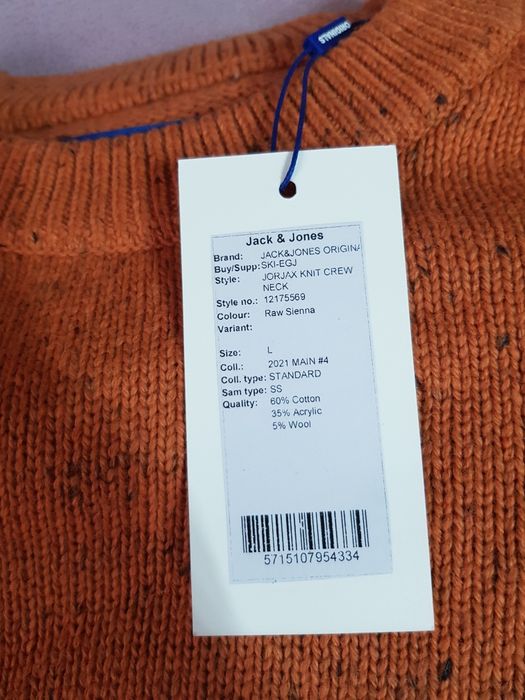 ORIGINALS
Jack & Jones
Brand: JACK&JONES ORIGINA
Buy/Supp: SKI-EGJ
Style: JORJAX KNIT CREW
NECK
Style no.: 12175569
Colour: Raw Sienna
Variant:
Size: L
Coll.: 2021 MAIN #4
Coll. type: STANDARD
Sam type: SS
Quality: 60% Cotton
35% Acrylic
5% Wool
5715107954334